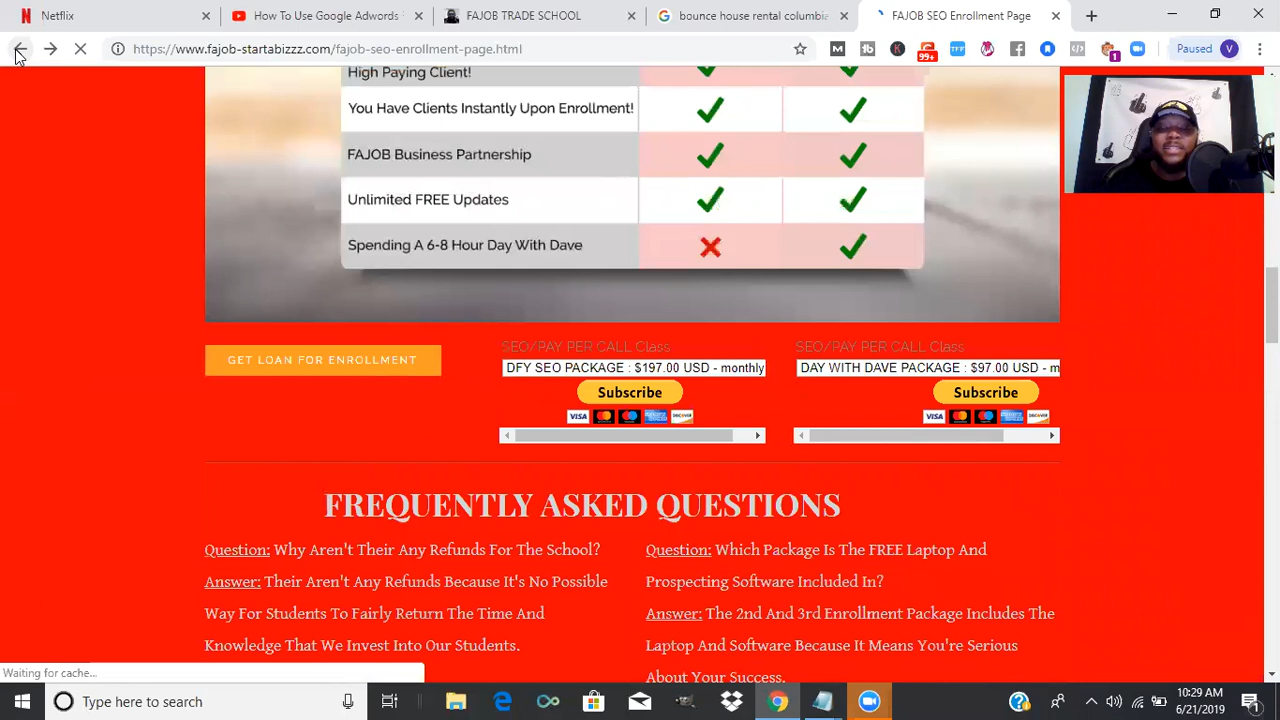 Netflix
How To Use Google Adwords
FAJOB TRADE SCHOOL
bounce house rental columbia
FAJOB SEO Enrollment Page
https://www.fajob-startabizzz.com/fajob-seo-enrollment-page.html
99+
TFF
1
Paused
V
High Paying Client!
You Have Clients Instantly Upon Enrollment!
FAJOB Business Partnership
Unlimited FREE Updates
Spending A 6-8 Hour Day With Dave
GET LOAN FOR ENROLLMENT
SEO/PAY PER CALL Class
DFY SEO PACKAGE : $197.00 USD - monthly
Subscribe
VISA
DISCOVER
SEO/PAY PER CALL Class
DAY WITH DAVE PACKAGE : $97.00 USD - m
Subscribe
VISA
DISCOVER
FREQUENTLY ASKED QUESTIONS
Question: Why Aren't Their Any Refunds For The School?
Answer: Their Aren't Any Refunds Because It's No Possible
Way For Students To Fairly Return The Time And
Knowledge That We Invest Into Our Students.
Question: Which Package Is The FREE Laptop And
Prospecting Software Included In?
Answer: The 2nd And 3rd Enrollment Package Includes The
Laptop And Software Because It Means You're Serious
About Your Success.
Waiting for cache...
Type here to search
10:29 AM
6/21/2019